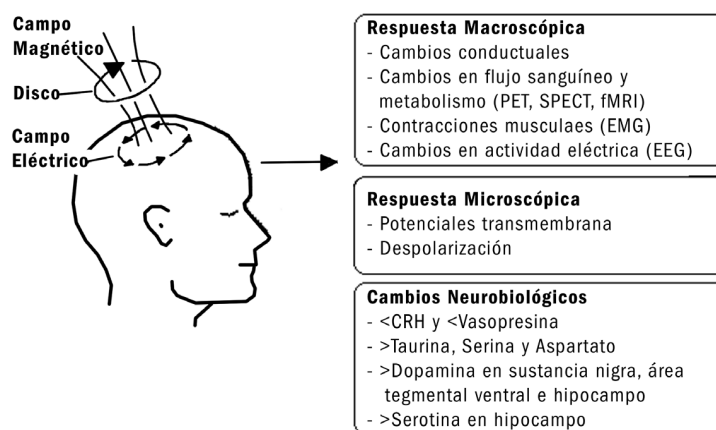 Campo
Magnético
Disco
Campo
Eléctrico
Respuesta Macroscópica
- Cambios conductuales
- Cambios en flujo sanguíneo y
metabolismo (PET, SPECT, fMRI)
- Contracciones musculaes (EMG)
- Cambios en actividad eléctrica (EEG)
Respuesta Microscópica
- Potenciales transmembrana
- Despolarización
Cambios Neurobiológicos
- <CRH y <Vasopresina
- >Taurina, Serina y Aspartato
- >Dopamina en sustancia nigra, área
tegmental ventral e hipocampo
- >Serotina en hipocampo